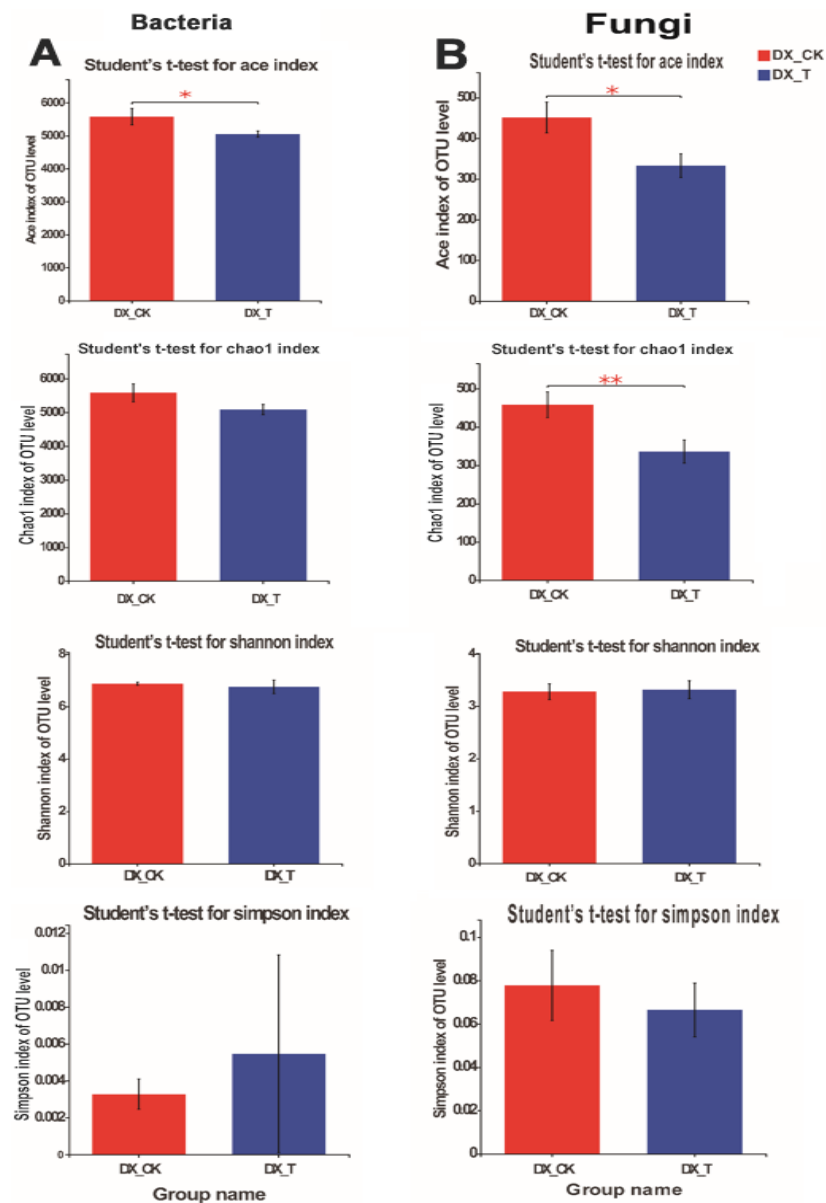 Bacteria
Fungi
A
B
DX_CK
DX_T
Student's t-test for ace index
*
Ace index of OTU level
6000
5000
4000
3000
2000
1000
0
DX_CK
DX_T
Student's t-test for ace index
*
Ace index of OTU level
500
400
300
200
100
0
DX_CK
DX_T
Student's t-test for chao1 index
Chao1 index of OTU level
6000
5000
4000
3000
2000
1000
0
DX_CK
DX_T
Student's t-test for chao1 index
**
Chao1 index of OTU level
500
400
300
200
100
0
DX_CK
DX_T
Student's t-test for shannon index
Shannon index of OTU level
8
6
4
2
0
DX_CK
DX_T
Student's t-test for shannon index
Shannon index of OTU level
4
3
2
1
0
DX_CK
DX_T
Student's t-test for simpson index
Simpson index of OTU level
0.012
0.01
0.008
0.006
0.004
0.002
0
DX_CK
DX_T
Group name
Student's t-test for simpson index
Simpson index of OTU level
0.1
0.08
0.06
0.04
0.02
0
DX_CK
DX_T
Group name